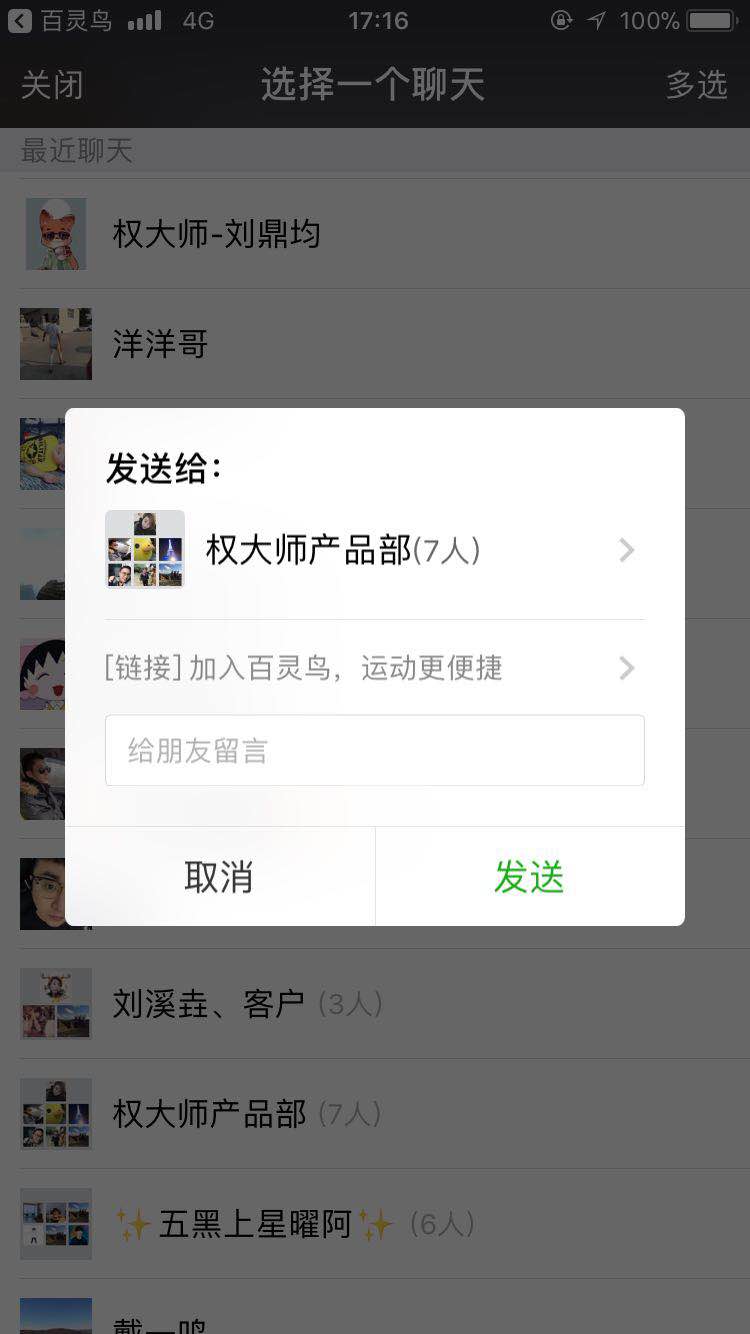 百灵鸟 4G 17:16 100%
关闭 选择一个聊天 多选
最近聊天
权大师-刘鼎均
洋洋哥
发送给：
权大师产品部(7人)
[链接]加入百灵鸟，运动更便捷
给朋友留言
取消 发送
刘溪垚、客户 (3人)
权大师产品部 (7人)
✨五黑上星曜阿✨ (6人)
戴一鸣